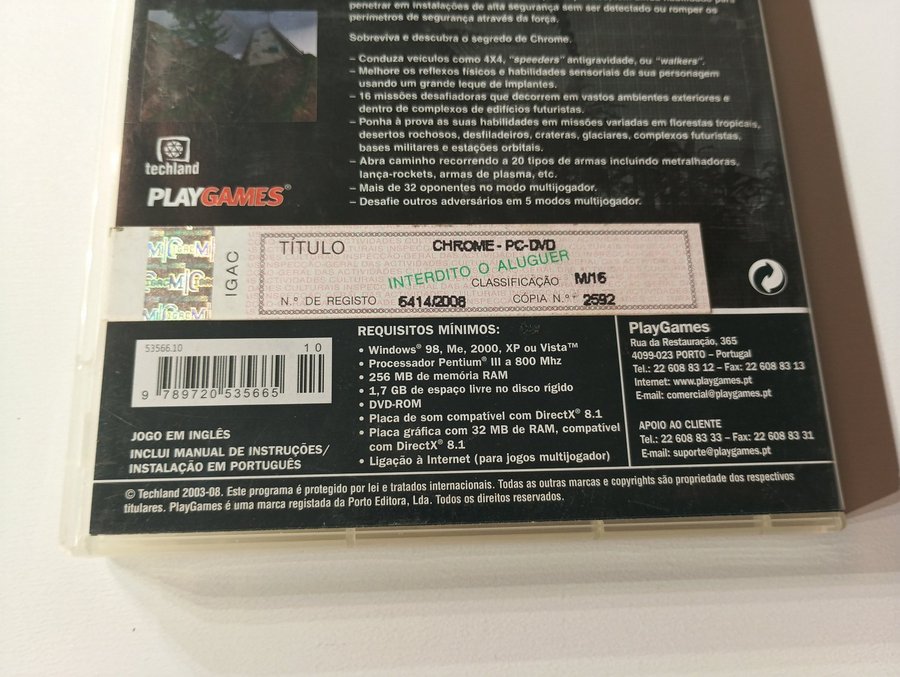 penetrar em instalações de alta segurança sem ser detectado ou romper os
perímetros de segurança através da força.
Sobreviva e descubra o segredo de Chrome.
– Conduza veículos como 4X4, "speeders" antigravidade, ou "walkers".
– Melhore os reflexos físicos e habilidades sensoriais da sua personagem
usando um grande leque de implantes.
– 16 missões desafiadoras que decorrem em vastos ambientes exteriores e
dentro de complexos de edifícios futuristas.
– Ponha à prova as suas habilidades em missões variadas em florestas tropicais,
desertos rochosos, desfiladeiros, crateras, glaciares, complexos futuristas,
bases militares e estações orbitais.
– Abra caminho recorrendo a 20 tipos de armas incluindo metralhadoras,
lança-rockets, armas de plasma, etc.
– Mais de 32 oponentes no modo multijogador.
– Desafie outros adversários em 5 modos multijogador.
techland
PLAYGAMES®
IGAC
TÍTULO CHROME - PC-DVD
INTERDITO O ALUGUER
CLASSIFICAÇÃO M/16
N.º DE REGISTO 6414/2008 CÓPIA N.º 2592
53566.10
10
9 789720 535665
JOGO EM INGLÊS
INCLUI MANUAL DE INSTRUÇÕES/
INSTALAÇÃO EM PORTUGUÊS
REQUISITOS MÍNIMOS:
• Windows® 98, Me, 2000, XP ou Vista™
• Processador Pentium® III a 800 Mhz
• 256 MB de memória RAM
• 1,7 GB de espaço livre no disco rígido
• DVD-ROM
• Placa de som compatível com DirectX® 8.1
• Placa gráfica com 32 MB de RAM, compatível
com DirectX® 8.1
• Ligação à Internet (para jogos multijogador)
PlayGames
Rua da Restauração, 365
4099-023 PORTO – Portugal
Tel.: 22 608 83 12 – Fax: 22 608 83 13
Internet: www.playgames.pt
E-mail: comercial@playgames.pt
APOIO AO CLIENTE
Tel.: 22 608 83 33 – Fax: 22 608 83 31
E-mail: suporte@playgames.pt
© Techland 2003-08. Este programa é protegido por lei e tratados internacionais. Todas as outras marcas e copyrights são propriedade dos respectivos
titulares. PlayGames é uma marca registada da Porto Editora, Lda. Todos os direitos reservados.